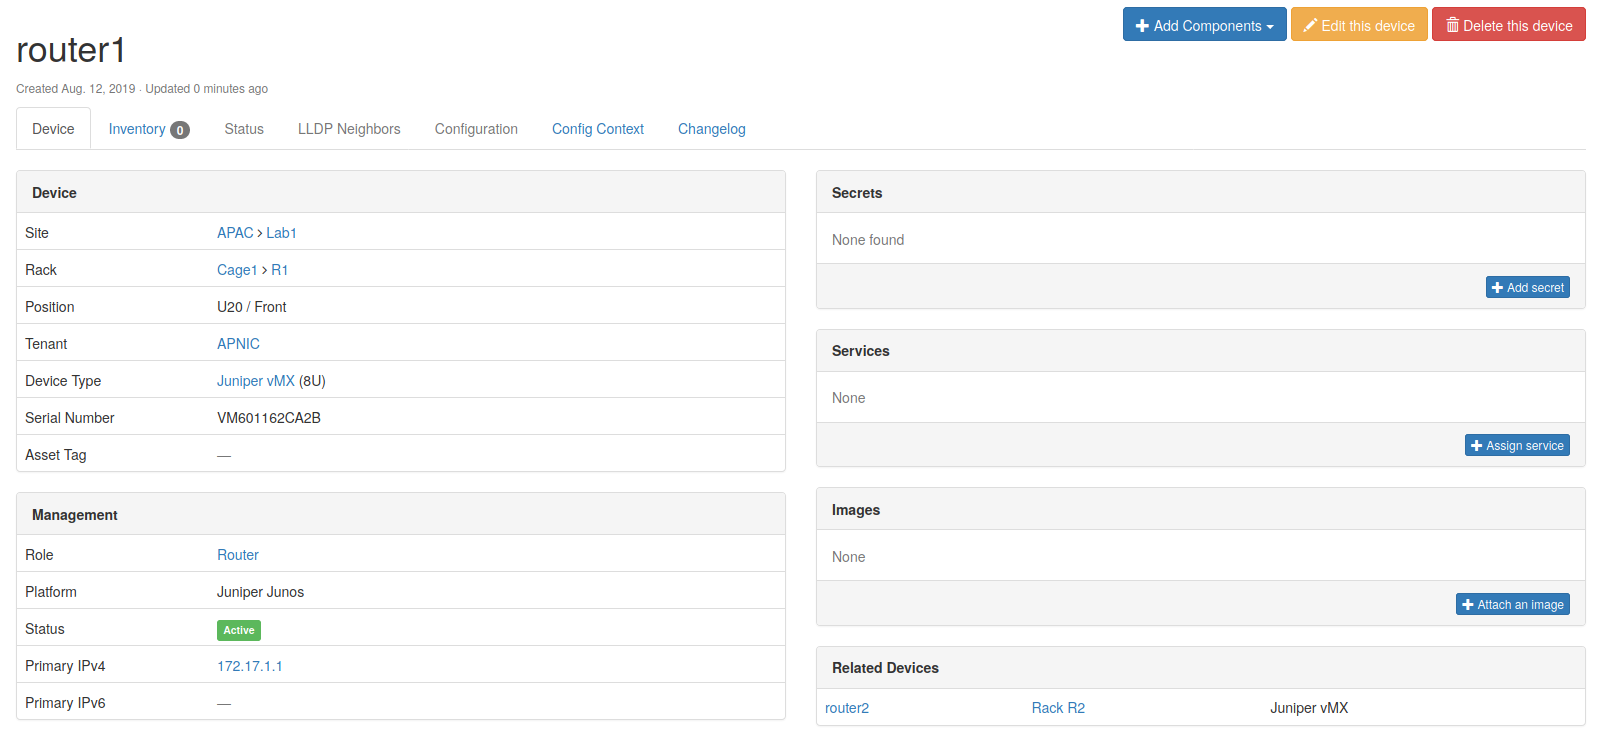 Add Components
Edit this device
Delete this device
router1
Created Aug. 12, 2019 · Updated 0 minutes ago
Device
Inventory 0
Status
LLDP Neighbors
Configuration
Config Context
Changelog
Device
Site APAC › Lab1
Rack Cage1 › R1
Position U20 / Front
Tenant APNIC
Device Type Juniper vMX (8U)
Serial Number VM601162CA2B
Asset Tag —
Management
Role Router
Platform Juniper Junos
Status Active
Primary IPv4 172.17.1.1
Primary IPv6 —
Secrets
None found
Add secret
Services
None
Assign service
Images
None
Attach an image
Related Devices
router2 Rack R2 Juniper vMX